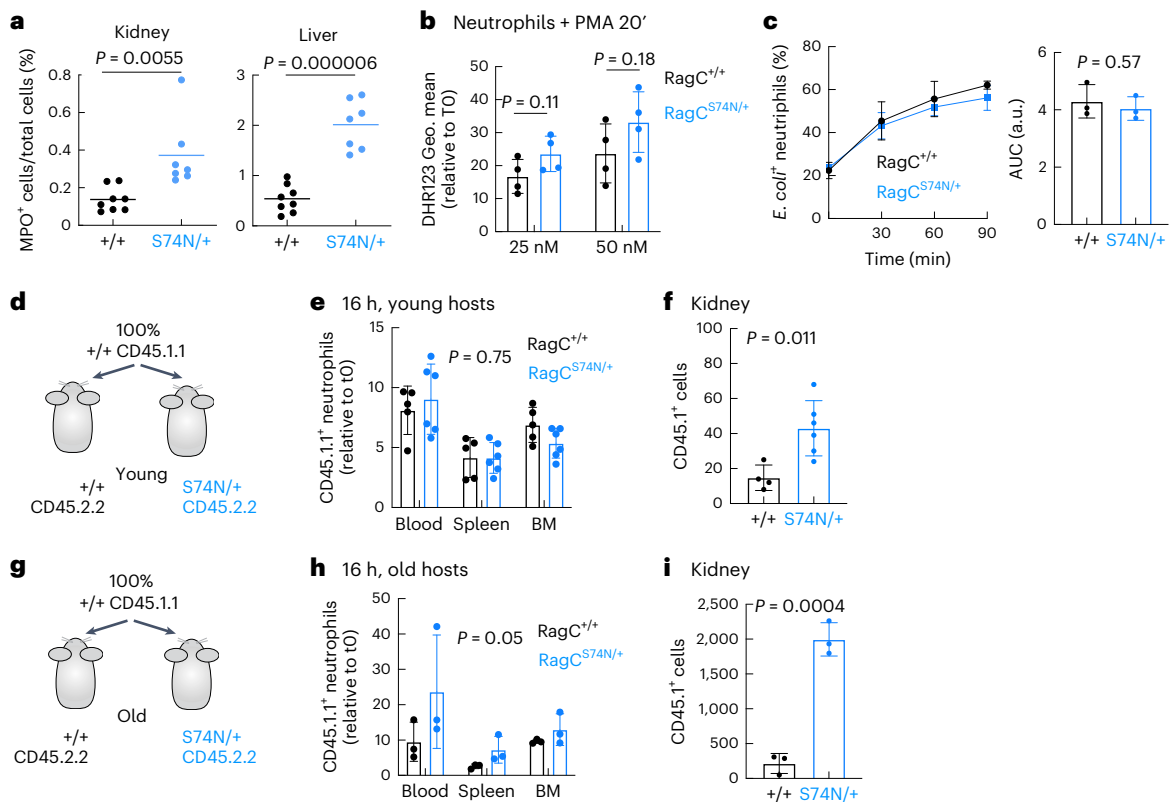 a
Kidney
Liver
P = 0.0055
P = 0.000006
MPO⁺ cells/total cells (%)
0.8
0.6
0.4
0.2
0
+/+
S74N/+
3
2
1
0
+/+
S74N/+
b Neutrophils + PMA 20′
DHR123 Geo. mean
(relative to T0)
50
40
30
20
10
0
P = 0.11
P = 0.18
RagC⁺/⁺
RagCS74N/+
25 nM
50 nM
c
E. coli⁺ neutriphils (%)
80
60
40
20
0
RagC⁺/⁺
RagCS74N/+
30
60
90
Time (min)
AUC (a.u.)
6
4
2
0
P = 0.57
+/+
S74N/+
d
100%
+/+ CD45.1.1
Young
+/+
CD45.2.2
S74N/+
CD45.2.2
e 16 h, young hosts
CD45.1.1⁺ neutrophils
(relative to t0)
15
10
5
0
P = 0.75
RagC⁺/⁺
RagCS74N/+
Blood
Spleen
BM
f Kidney
CD45.1⁺ cells
100
80
60
40
20
0
P = 0.011
+/+
S74N/+
g
100%
+/+ CD45.1.1
Old
+/+
CD45.2.2
S74N/+
CD45.2.2
h 16 h, old hosts
CD45.1.1⁺ neutrophils
(relative to t0)
50
40
30
20
10
0
P = 0.05
RagC⁺/⁺
RagCS74N/+
Blood
Spleen
BM
i Kidney
CD45.1⁺ cells
2,500
2,000
1,500
1,000
500
0
P = 0.0004
+/+
S74N/+